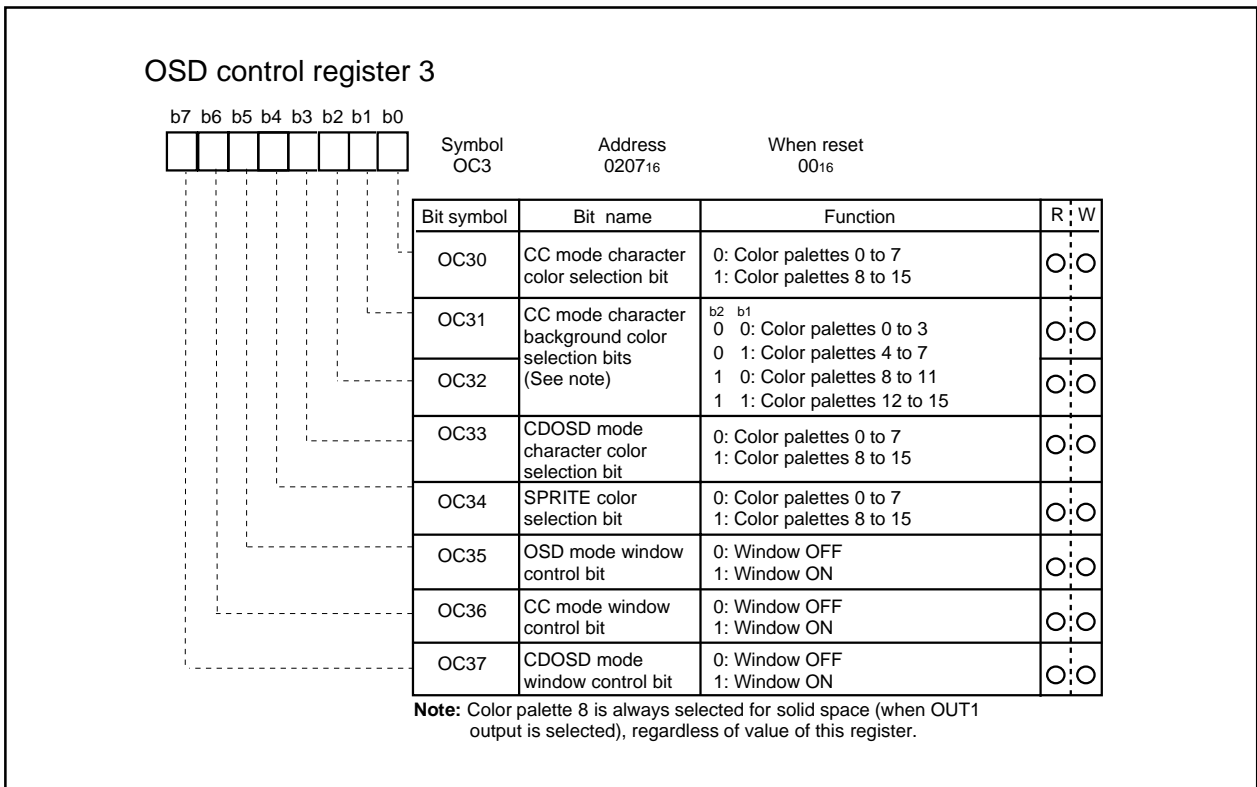 OSD control register 3
b7 b6 b5 b4 b3 b2 b1 b0
Symbol Address When reset
OC3 020716 0016
Bit symbol Bit name Function R W
OC30 CC mode character color selection bit 0: Color palettes 0 to 7
1: Color palettes 8 to 15
OC31 CC mode character background color selection bits (See note)
b2 b1
0 0: Color palettes 0 to 3
0 1: Color palettes 4 to 7
OC32
1 0: Color palettes 8 to 11
1 1: Color palettes 12 to 15
OC33 CDOSD mode character color selection bit 0: Color palettes 0 to 7
1: Color palettes 8 to 15
OC34 SPRITE color selection bit 0: Color palettes 0 to 7
1: Color palettes 8 to 15
OC35 OSD mode window control bit 0: Window OFF
1: Window ON
OC36 CC mode window control bit 0: Window OFF
1: Window ON
OC37 CDOSD mode window control bit 0: Window OFF
1: Window ON
Note: Color palette 8 is always selected for solid space (when OUT1
output is selected), regardless of value of this register.